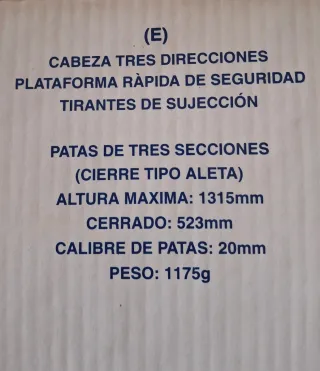 (E)
CABEZA TRES DIRECCIONES
PLATAFORMA RÀPIDA DE SEGURIDAD
TIRANTES DE SUJECCIÓN
PATAS DE TRES SECCIONES
(CIERRE TIPO ALETA)
ALTURA MAXIMA: 1315mm
CERRADO: 523mm
CALIBRE DE PATAS: 20mm
PESO: 1175g